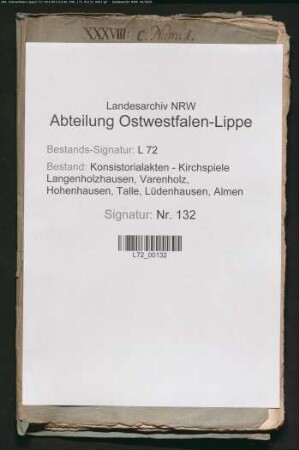 XXXVIII:
Landesarchiv NRW
Abteilung Ostwestfalen-Lippe
Bestands-Signatur: L 72
Bestand: Konsistorialakten - Kirchspiele
Langenholzhausen, Varenholz,
Hohenhausen, Talle, Lüdenhausen, Almen
Signatur: Nr. 132
L72_00132